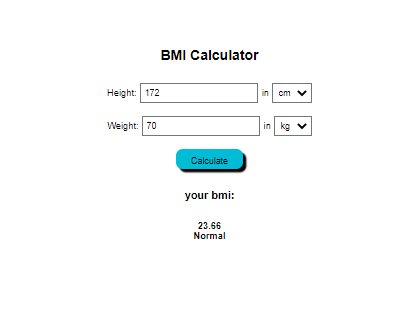 BMI Calculator
Height: 172 in cm
Weight: 70 in kg
Calculate
your bmi:
23.66
Normal